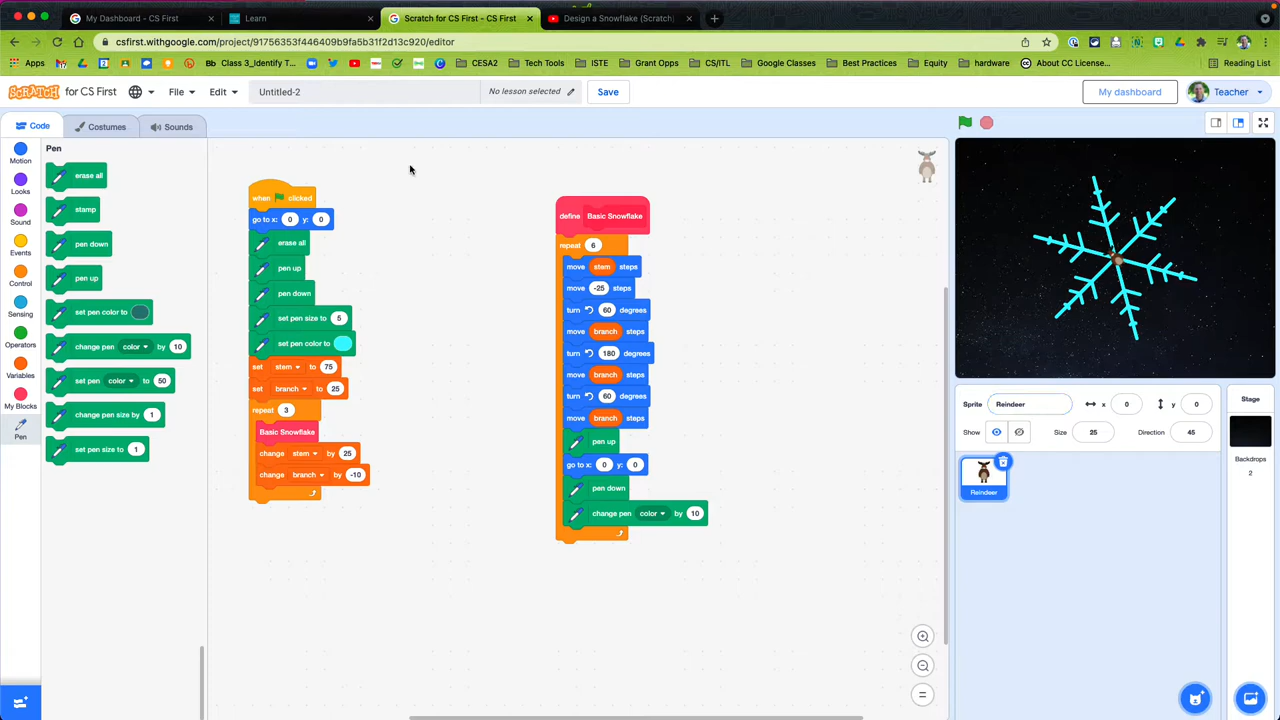 My Dashboard - CS First
Learn
Scratch for CS First - CS First
Design a Snowflake (Scratch)
csfirst.withgoogle.com/project/91756353f446409b9fa5b31f2d13c920/editor
Apps
Bb Class 3_Identify T...
CESA2
Tech Tools
ISTE
Grant Opps
CS/ITL
Google Classes
Best Practices
Equity
hardware
About CC License...
Reading List
SCRATCH for CS First
File
Edit
Untitled-2
No lesson selected
Save
My dashboard
Teacher
Code
Costumes
Sounds
Motion
Looks
Sound
Events
Control
Sensing
Operators
Variables
My Blocks
Pen
Pen
erase all
stamp
pen down
pen up
set pen color to
change pen color by 10
set pen color to 50
change pen size by 1
set pen size to 1
when clicked
go to x: 0 y: 0
erase all
pen up
pen down
set pen size to 5
set pen color to
set stem to 75
set branch to 25
repeat 3
Basic Snowflake
change stem by 25
change branch by -10
define Basic Snowflake
repeat 6
move stem steps
move -25 steps
turn 60 degrees
move branch steps
turn 180 degrees
move branch steps
turn 60 degrees
move branch steps
pen up
go to x: 0 y: 0
pen down
change pen color by 10
Sprite
Reindeer
x 0
y 0
Show
Size 25
Direction 45
Reindeer
Stage
Backdrops
2